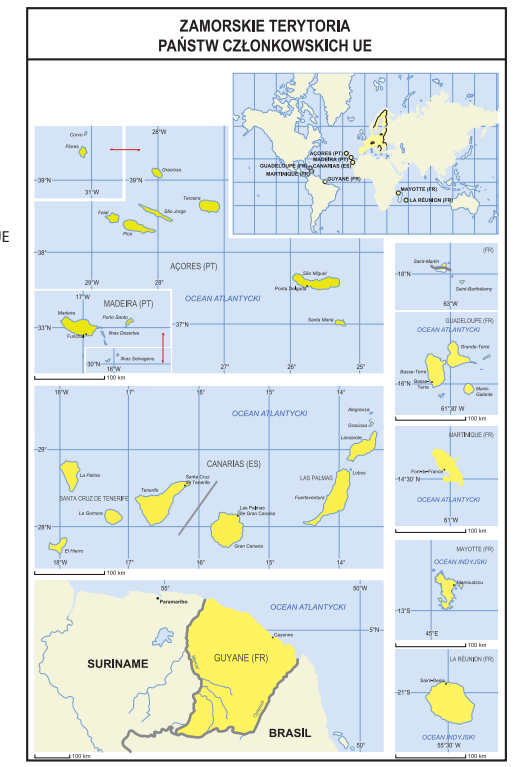 ZAMORSKIE TERYTORIA
PAŃSTW CZŁONKOWSKICH UE
UE
AÇORES (PT)
MADEIRA (PT)
GUADELOUPE (FR)
CANARIAS (ES)
MARTINIQUE (FR)
GUYANE (FR)
MAYOTTE (FR)
LA RÉUNION (FR)
28°W
Corvo
Flores
Graciosa
39°N
31°W
39°N
Terceira
Faial
São Jorge
Pico
38°
29°W
28°
AÇORES (PT)
São Miguel
Ponta Delgada
OCEAN ATLANTYCKI
Santa Maria
37°N
27°
26°
25°
17°W
MADEIRA (PT)
Madeira
Porto Santo
33°N
Funchal
Ilhas Desertas
Ilhas Selvagens
30°N
16°W
100 km
(FR)
Saint-Martin
18°N
Saint-Barthélemy
63°W
GUADELOUPE (FR)
OCEAN ATLANTYCKI
Grande-Terre
Basse-Terre
16°N
Basse-
Terre
Marie-
Galante
61°30' W
100 km
18°W
17°
16°
15°
14°
OCEAN ATLANTYCKI
Alegranza
Graciosa
Lanzarote
29°
CANARIAS (ES)
La Palma
Santa Cruz
de Tenerife
Tenerife
LAS PALMAS
Lobos
SANTA CRUZ DE TENERIFE
La Gomera
Fuerteventura
Las Palmas
de Gran Canaria
28°N
El Hierro
Gran Canaria
17°
16°
15°
14°
100 km
MARTINIQUE (FR)
Fort-de-France
14°30' N
OCEAN ATLANTYCKI
61°W
100 km
MAYOTTE (FR)
OCEAN INDYJSKI
Mamoudzou
13°S
45°E
100 km
55°
50°W
Paramaribo
OCEAN ATLANTYCKI
5°N
Cayenne
GUYANE (FR)
SURINAME
Maroni
Oyapock
BRASIL
50°
100 km
LA RÉUNION (FR)
Saint-Denis
21°S
OCEAN INDYJSKI
55°30' W
100 km